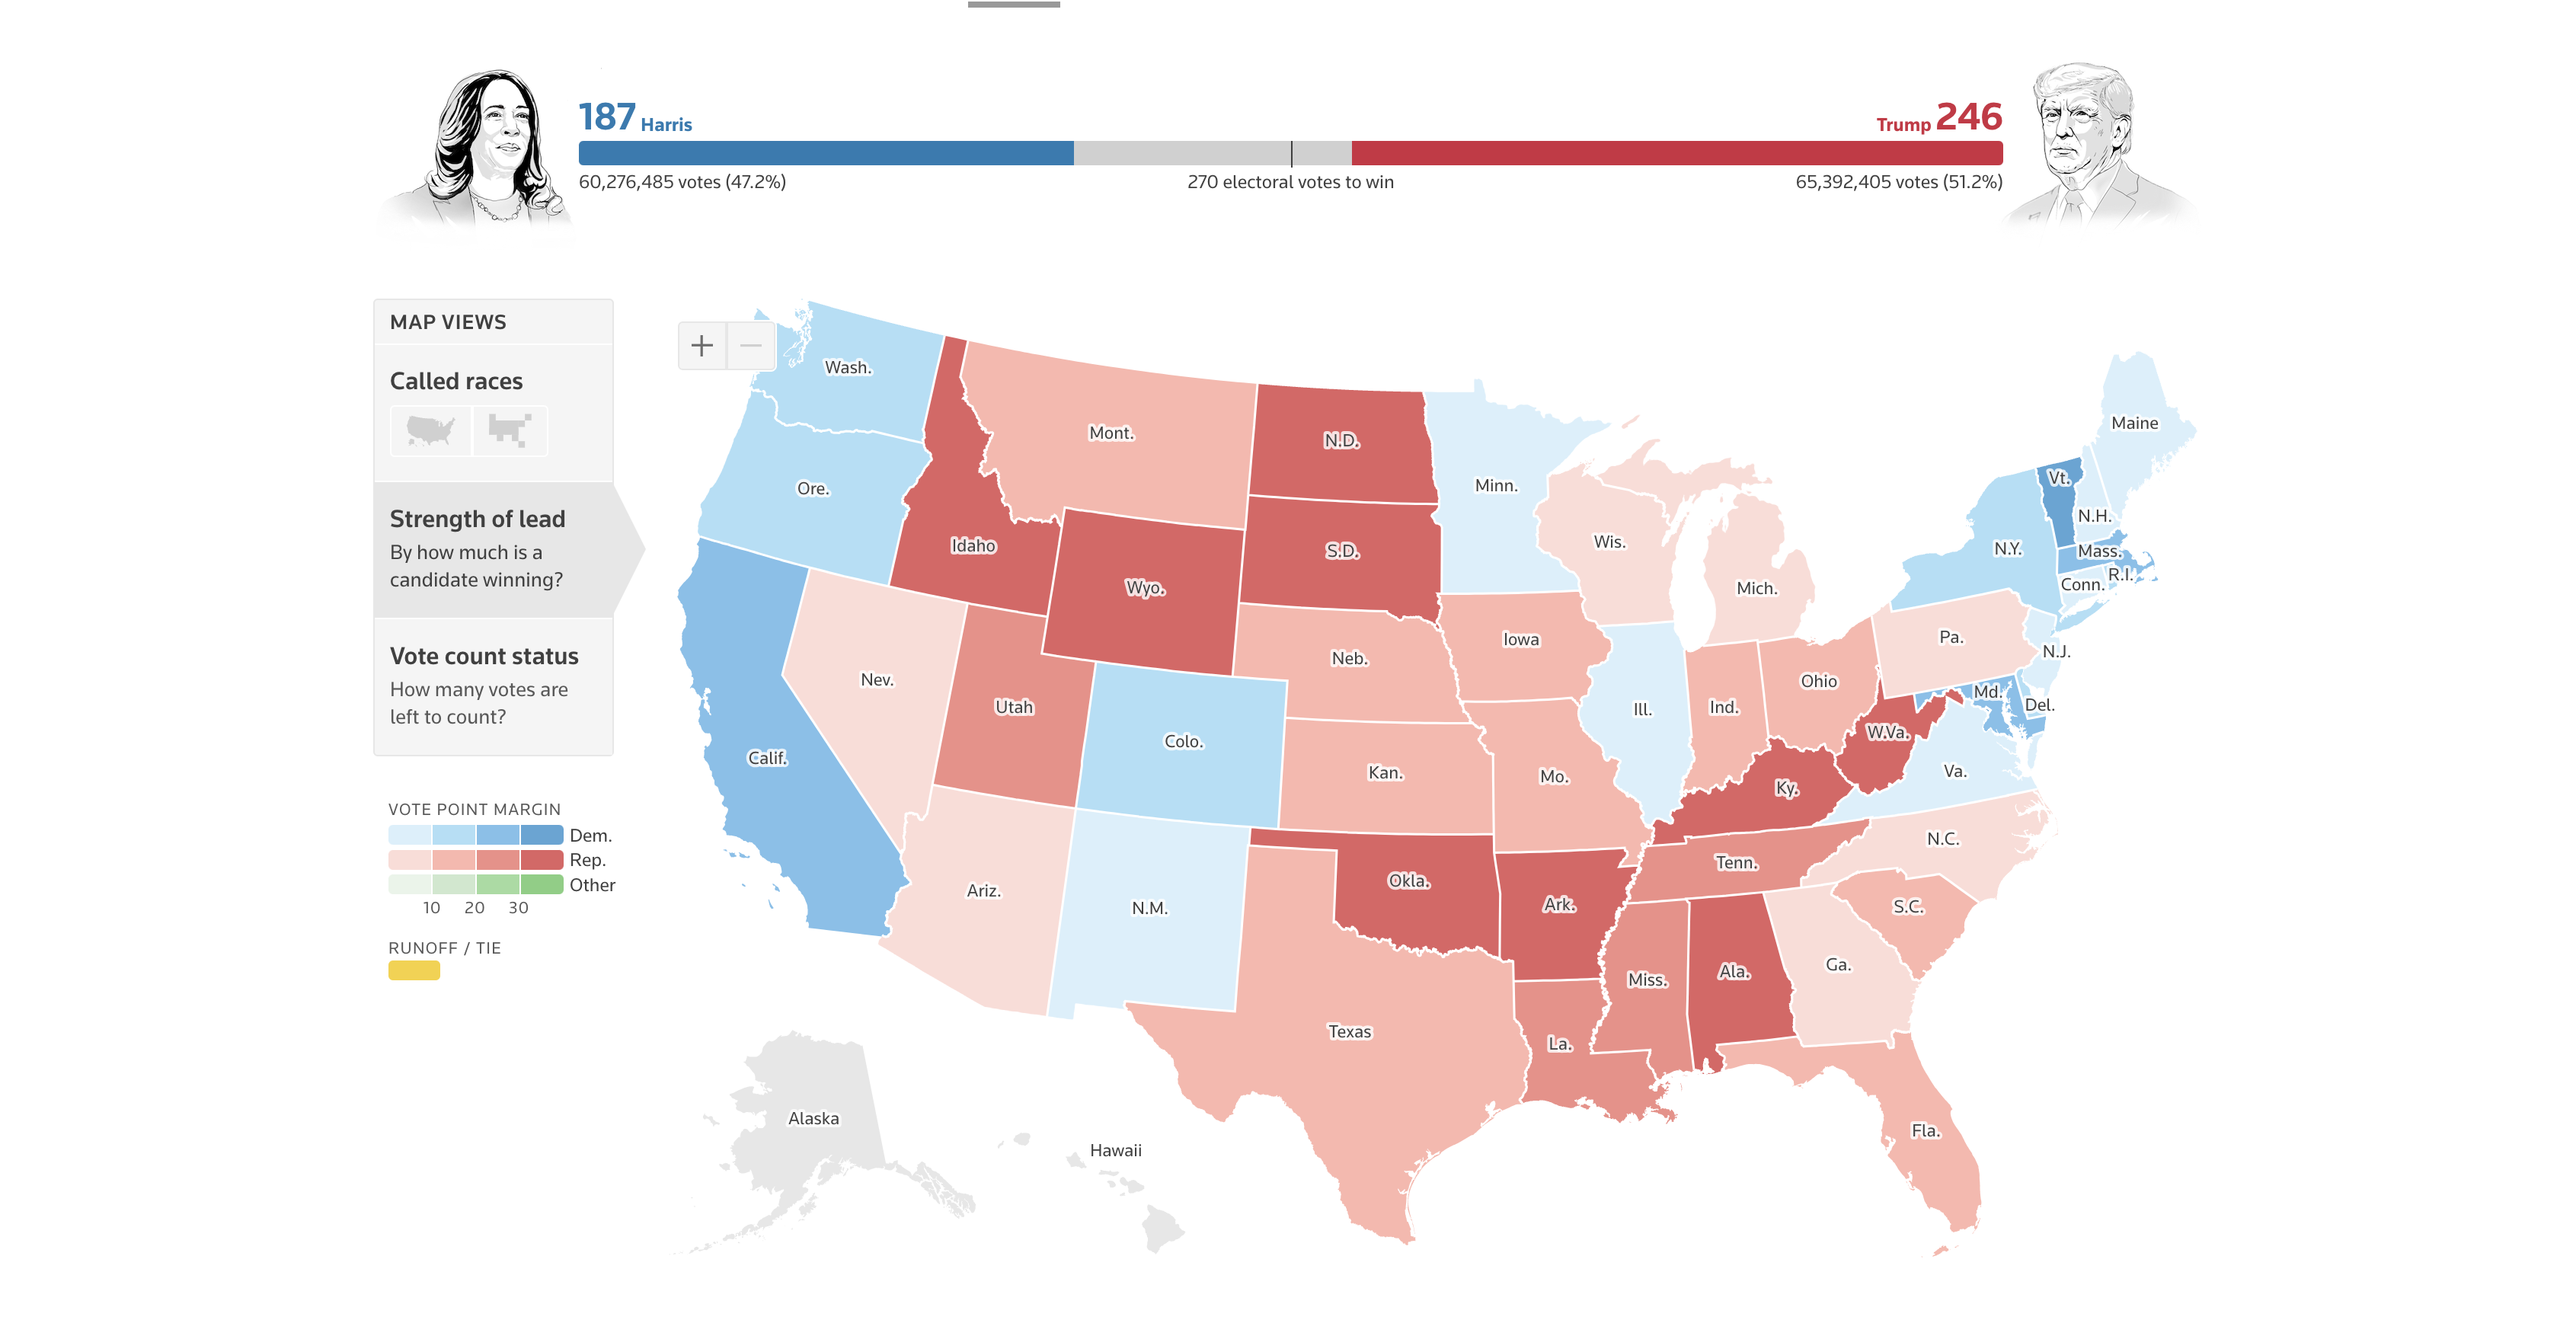 187 Harris
Trump 246
60,276,485 votes (47.2%)
270 electoral votes to win
65,392,405 votes (51.2%)
MAP VIEWS
Called races
Strength of lead
By how much is a
candidate winning?
Vote count status
How many votes are
left to count?
VOTE POINT MARGIN
Dem.
Rep.
Other
10 20 30
RUNOFF / TIE
+ −
Wash.
Ore.
Calif.
Nev.
Idaho
Mont.
Wyo.
Utah
Colo.
Ariz.
N.M.
N.D.
S.D.
Neb.
Kan.
Okla.
Texas
Minn.
Iowa
Mo.
Ark.
La.
Wis.
Ill.
Mich.
Ind.
Ohio
Ky.
Tenn.
Miss.
Ala.
Ga.
Fla.
S.C.
N.C.
Va.
W.Va.
Pa.
N.Y.
Vt.
N.H.
Maine
Mass.
R.I.
Conn.
N.J.
Md.
Del.
Alaska
Hawaii